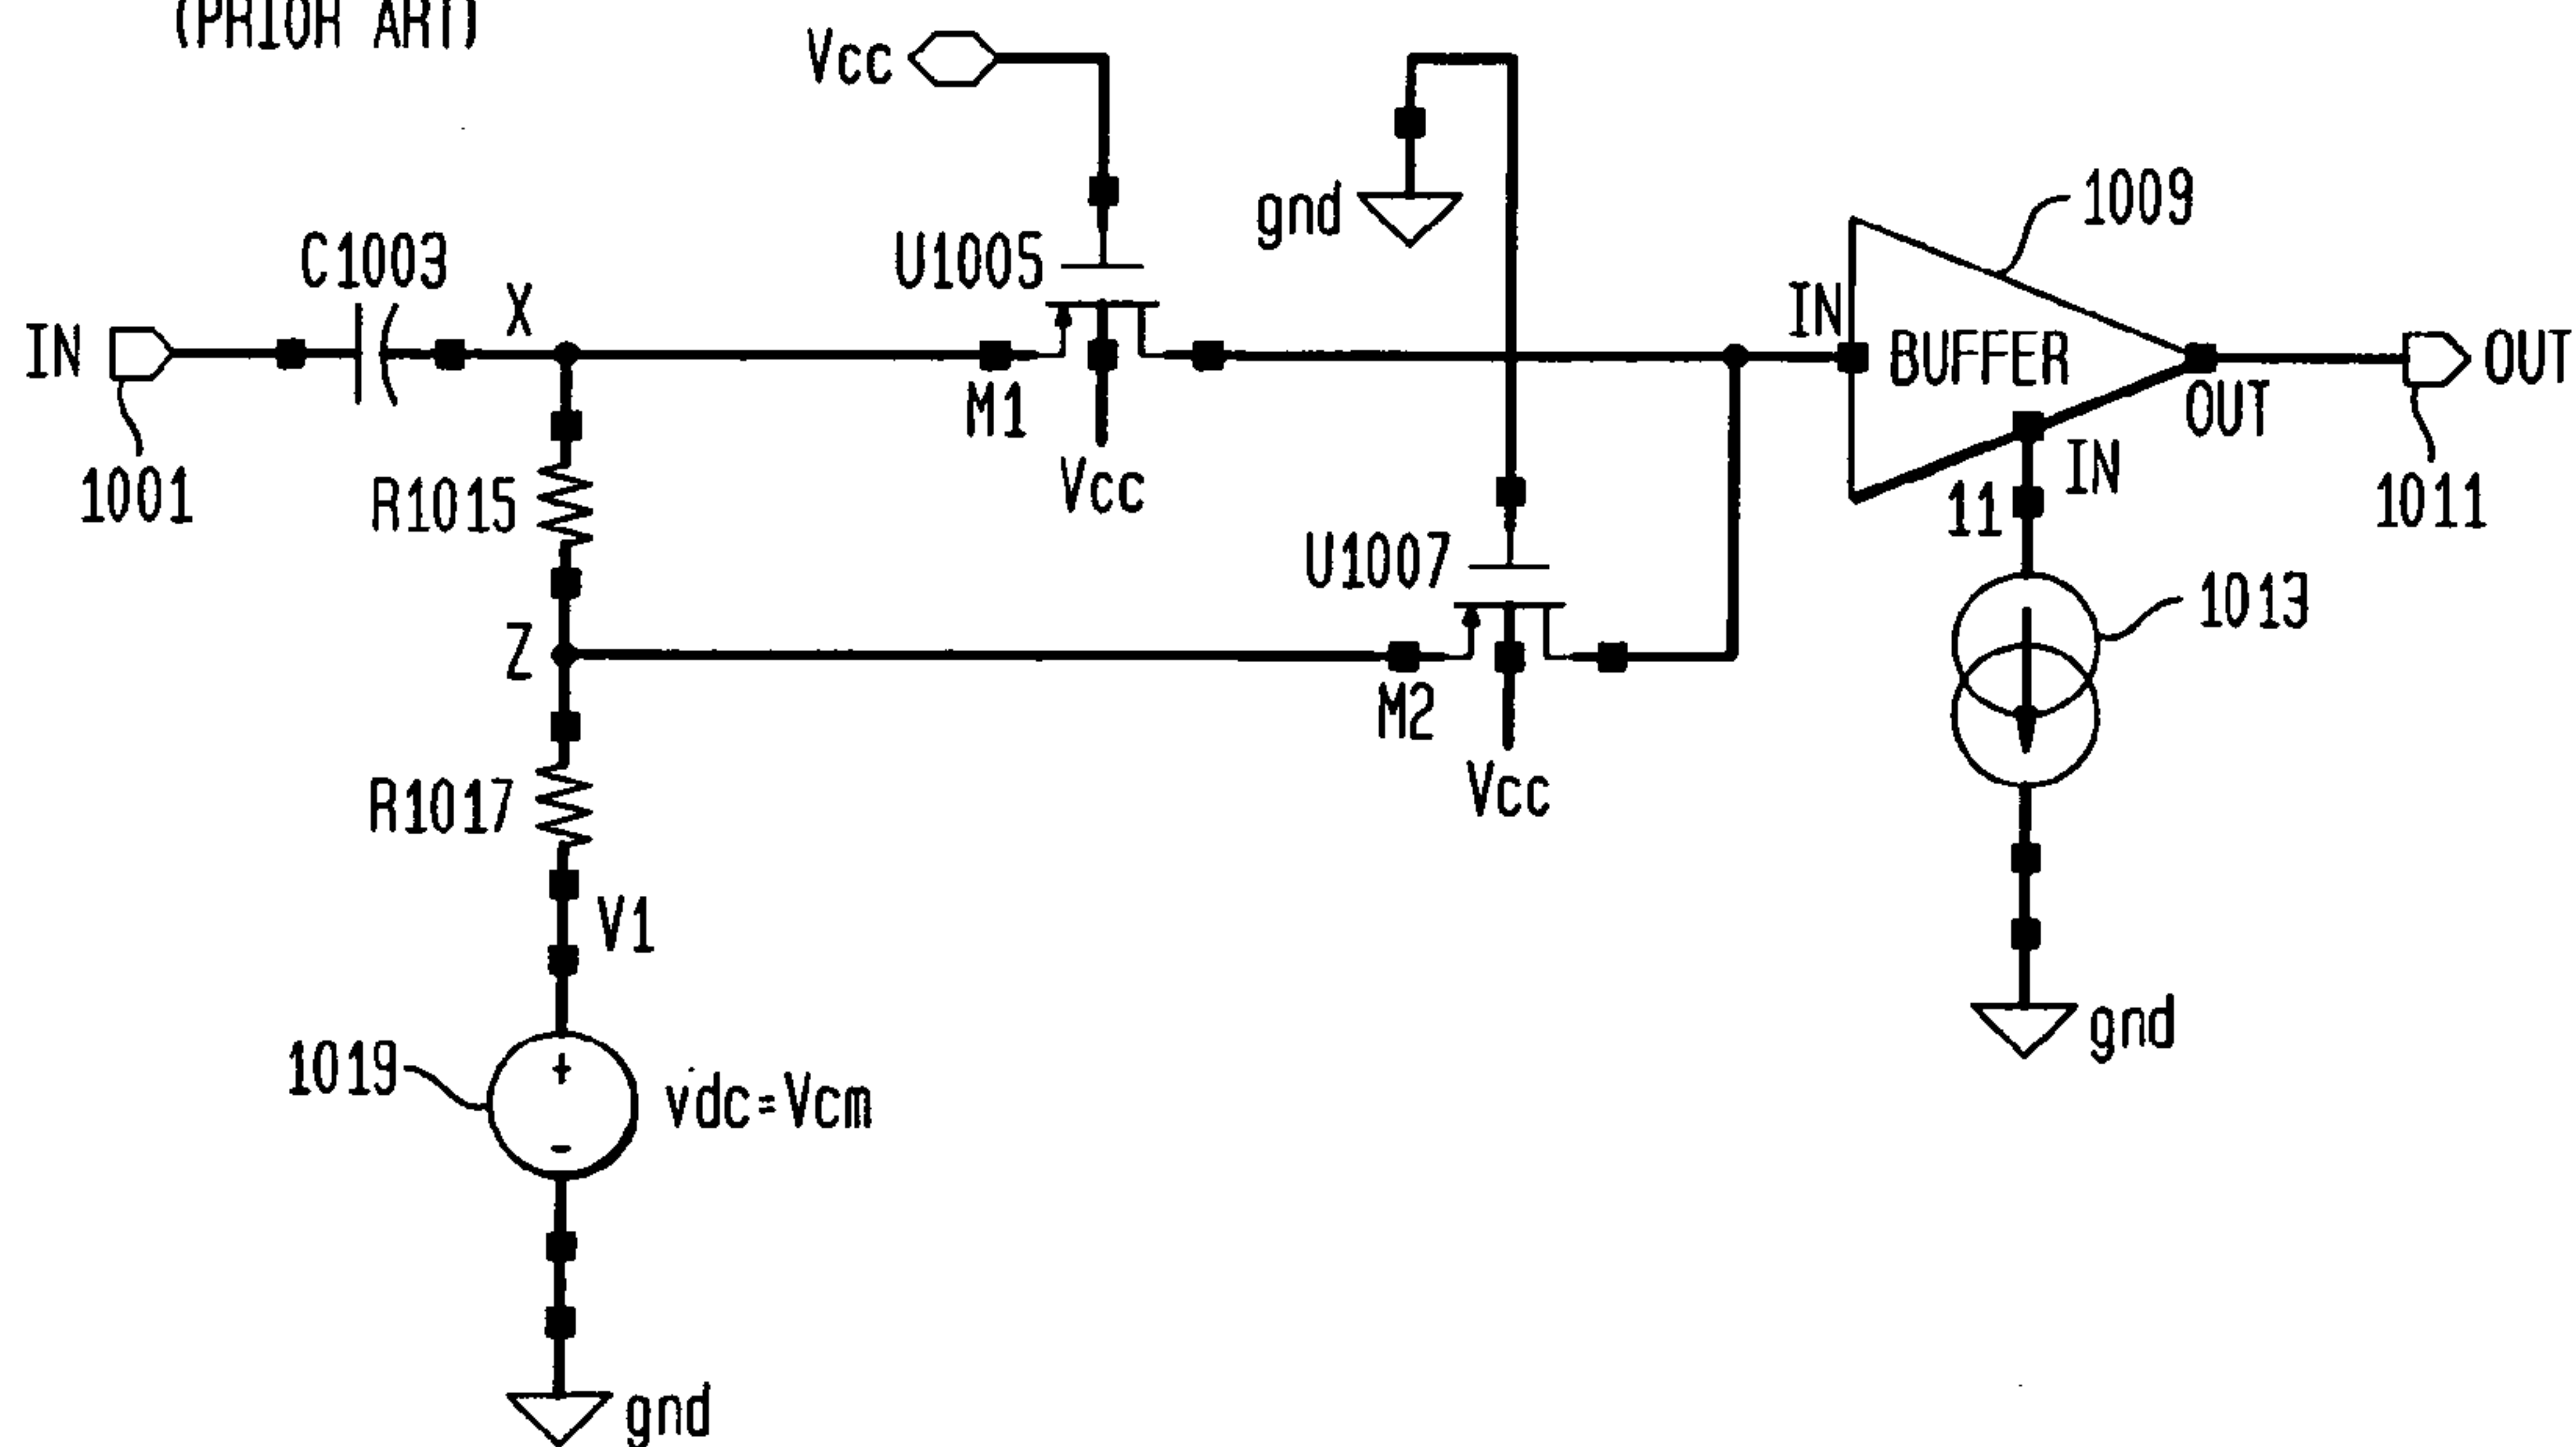 (PRIOR ART)
Vcc
gnd
1009
C1003
U1005
IN
X
IN
BUFFER
OUT
OUT
M1
Vcc
1001
R1015
11
IN
1011
U1007
1013
Z
M2
Vcc
R1017
V1
1019
+
-
vdc=Vcm
gnd
gnd